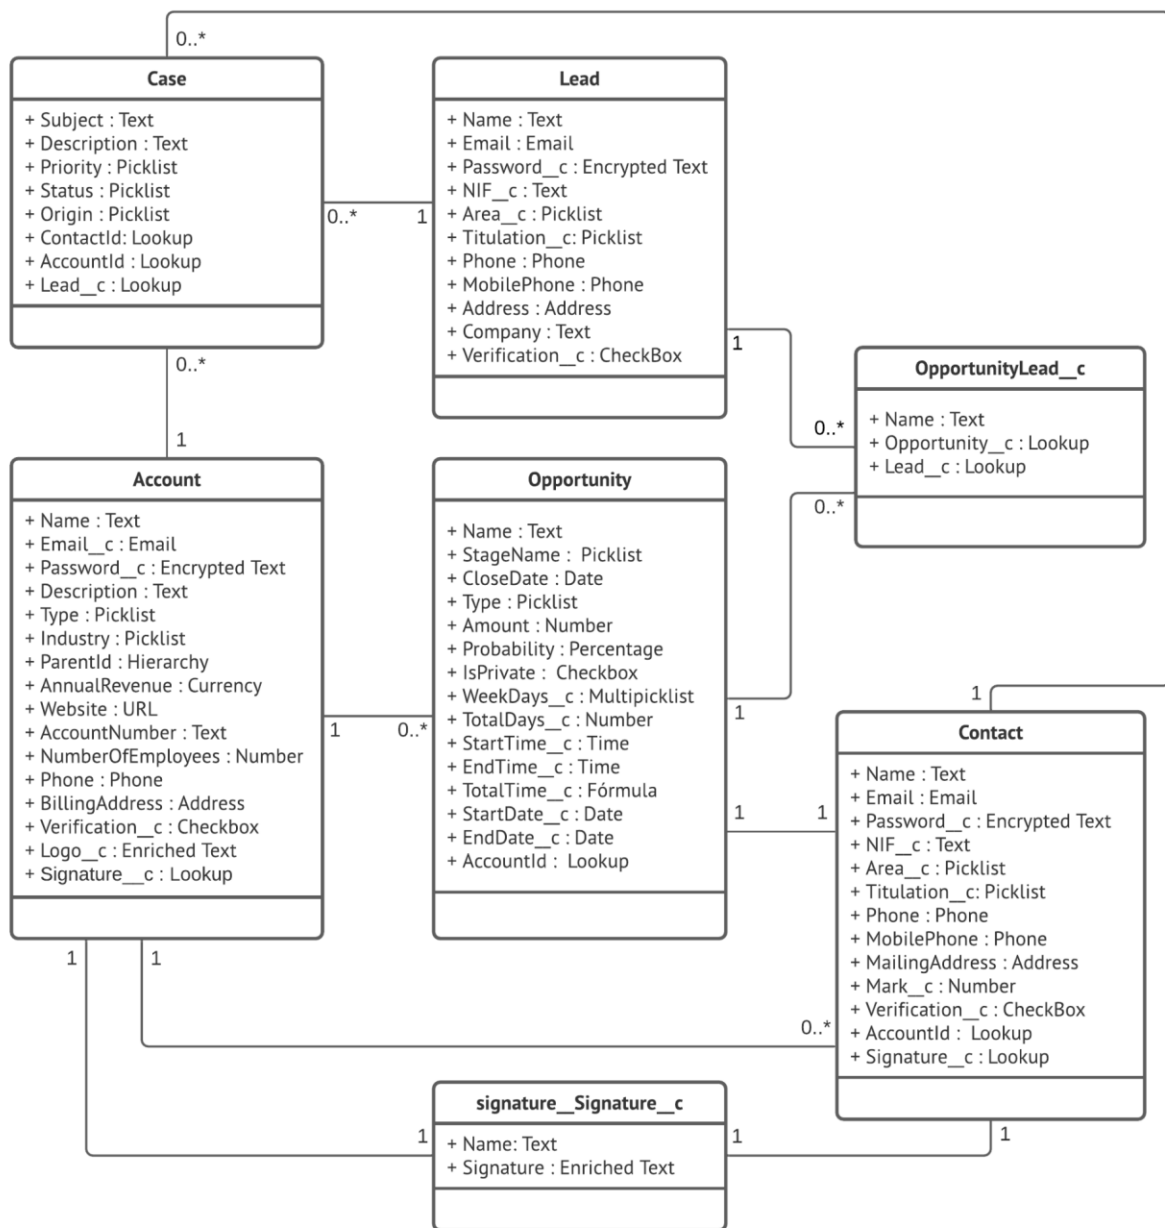 0..*
Case
+ Subject : Text
+ Description : Text
+ Priority : Picklist
+ Status : Picklist
+ Origin : Picklist
+ ContactId: Lookup
+ AccountId : Lookup
+ Lead__c : Lookup
0..*
1
Lead
+ Name : Text
+ Email : Email
+ Password__c : Encrypted Text
+ NIF__c : Text
+ Area__c : Picklist
+ Titulation__c: Picklist
+ Phone : Phone
+ MobilePhone : Phone
+ Address : Address
+ Company : Text
+ Verification__c : CheckBox
1
0..*
OpportunityLead__c
+ Name : Text
+ Opportunity__c : Lookup
+ Lead__c : Lookup
0..*
0..*
1
Account
+ Name : Text
+ Email__c : Email
+ Password__c : Encrypted Text
+ Description : Text
+ Type : Picklist
+ Industry : Picklist
+ ParentId : Hierarchy
+ AnnualRevenue : Currency
+ Website : URL
+ AccountNumber : Text
+ NumberOfEmployees : Number
+ Phone : Phone
+ BillingAddress : Address
+ Verification__c : Checkbox
+ Logo__c : Enriched Text
+ Signature__c : Lookup
1
0..*
Opportunity
+ Name : Text
+ StageName : Picklist
+ CloseDate : Date
+ Type : Picklist
+ Amount : Number
+ Probability : Percentage
+ IsPrivate : Checkbox
+ WeekDays__c : Multipicklist
+ TotalDays__c : Number
+ StartTime__c : Time
+ EndTime__c : Time
+ TotalTime__c : Fórmula
+ StartDate__c : Date
+ EndDate__c : Date
+ AccountId : Lookup
1
1
1
1
Contact
+ Name : Text
+ Email : Email
+ Password__c : Encrypted Text
+ NIF__c : Text
+ Area__c : Picklist
+ Titulation__c: Picklist
+ Phone : Phone
+ MobilePhone : Phone
+ MailingAddress : Address
+ Mark__c : Number
+ Verification__c : CheckBox
+ AccountId : Lookup
+ Signature__c : Lookup
1
1
0..*
signature__Signature__c
+ Name: Text
+ Signature : Enriched Text
1
1
1